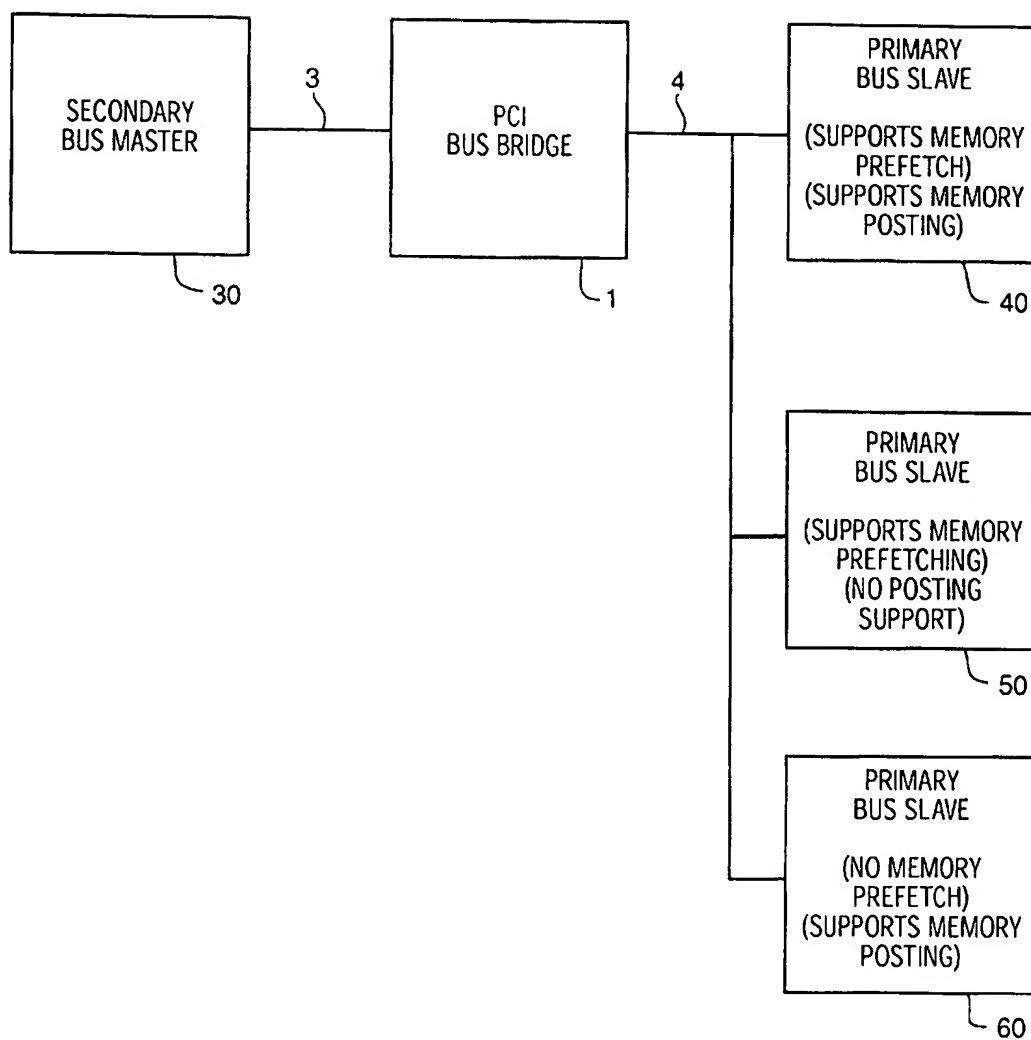 SECONDARY
BUS MASTER
30
3
PCI
BUS BRIDGE
1
4
PRIMARY
BUS SLAVE
(SUPPORTS MEMORY
PREFETCH)
(SUPPORTS MEMORY
POSTING)
40
PRIMARY
BUS SLAVE
(SUPPORTS MEMORY
PREFETCHING)
(NO POSTING
SUPPORT)
50
PRIMARY
BUS SLAVE
(NO MEMORY
PREFETCH)
(SUPPORTS MEMORY
POSTING)
60